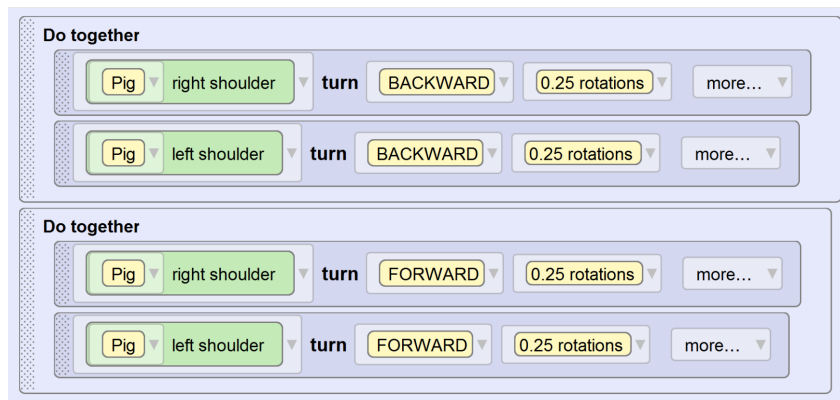 Do together
Pig right shoulder turn BACKWARD 0.25 rotations more...
Pig left shoulder turn BACKWARD 0.25 rotations more...
Do together
Pig right shoulder turn FORWARD 0.25 rotations more...
Pig left shoulder turn FORWARD 0.25 rotations more...